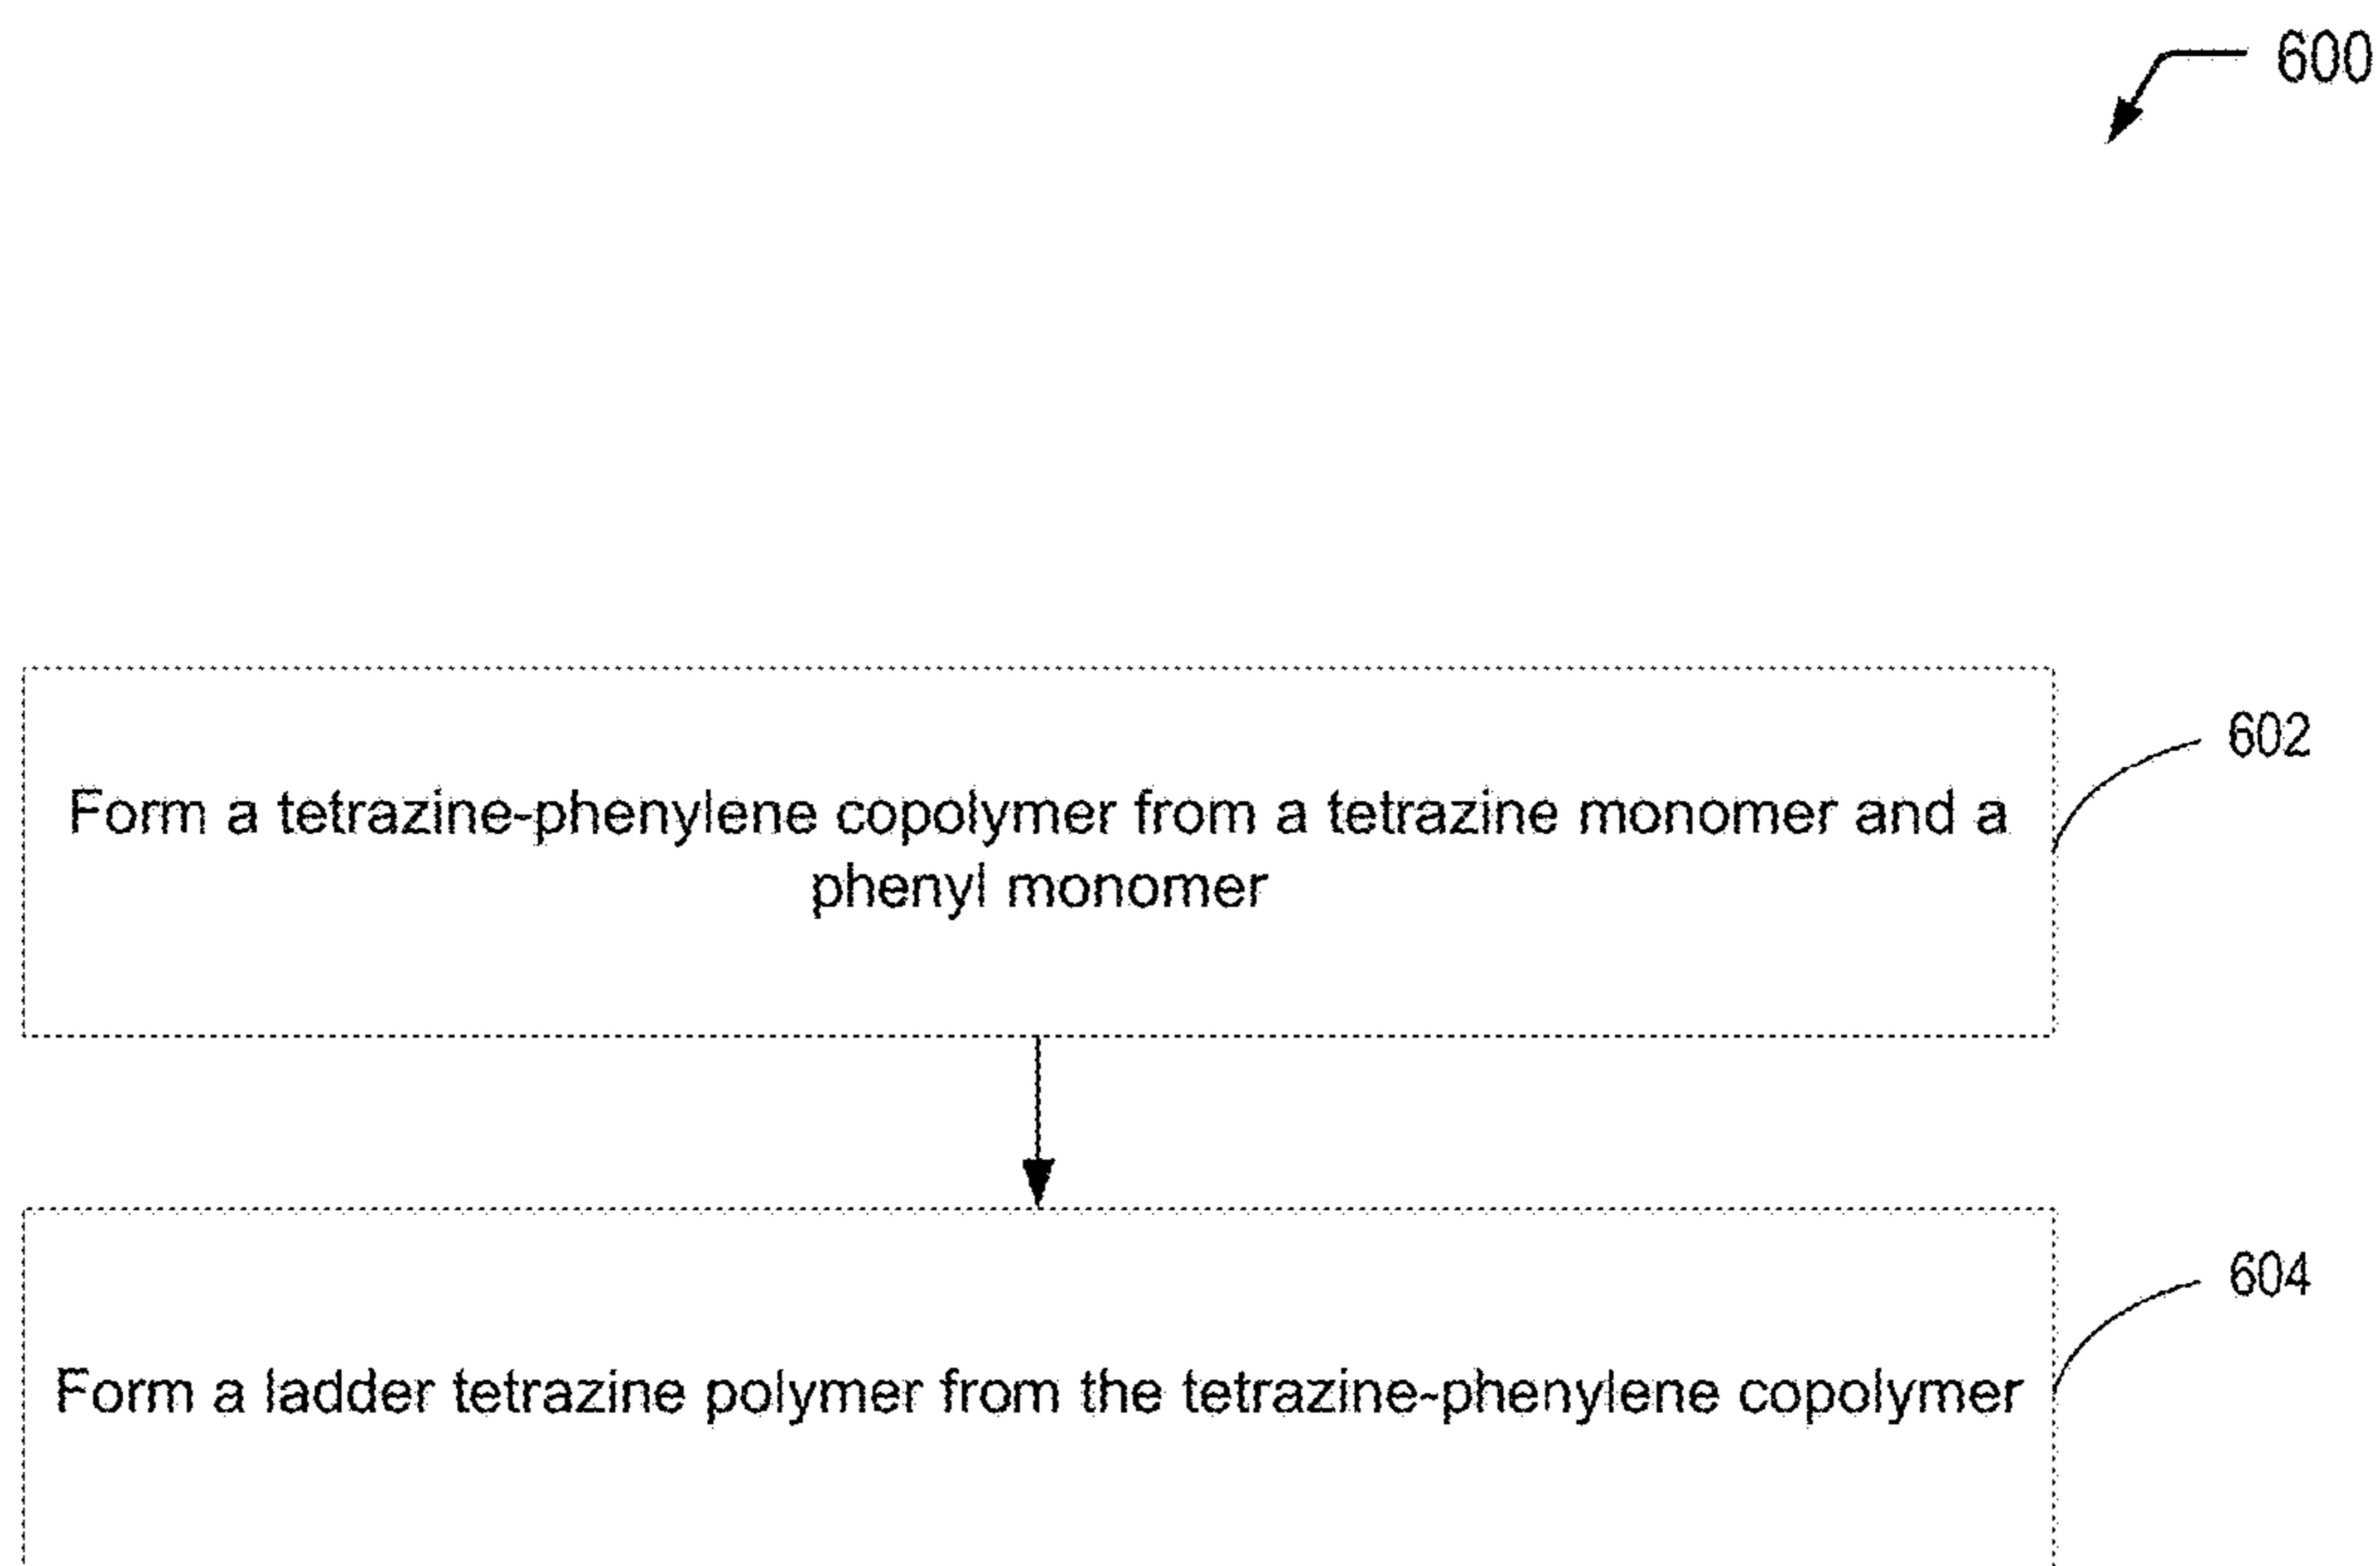 600
602
Form a tetrazine-phenylene copolymer from a tetrazine monomer and a
phenyl monomer
604
Form a ladder tetrazine polymer from the tetrazine-phenylene copolymer